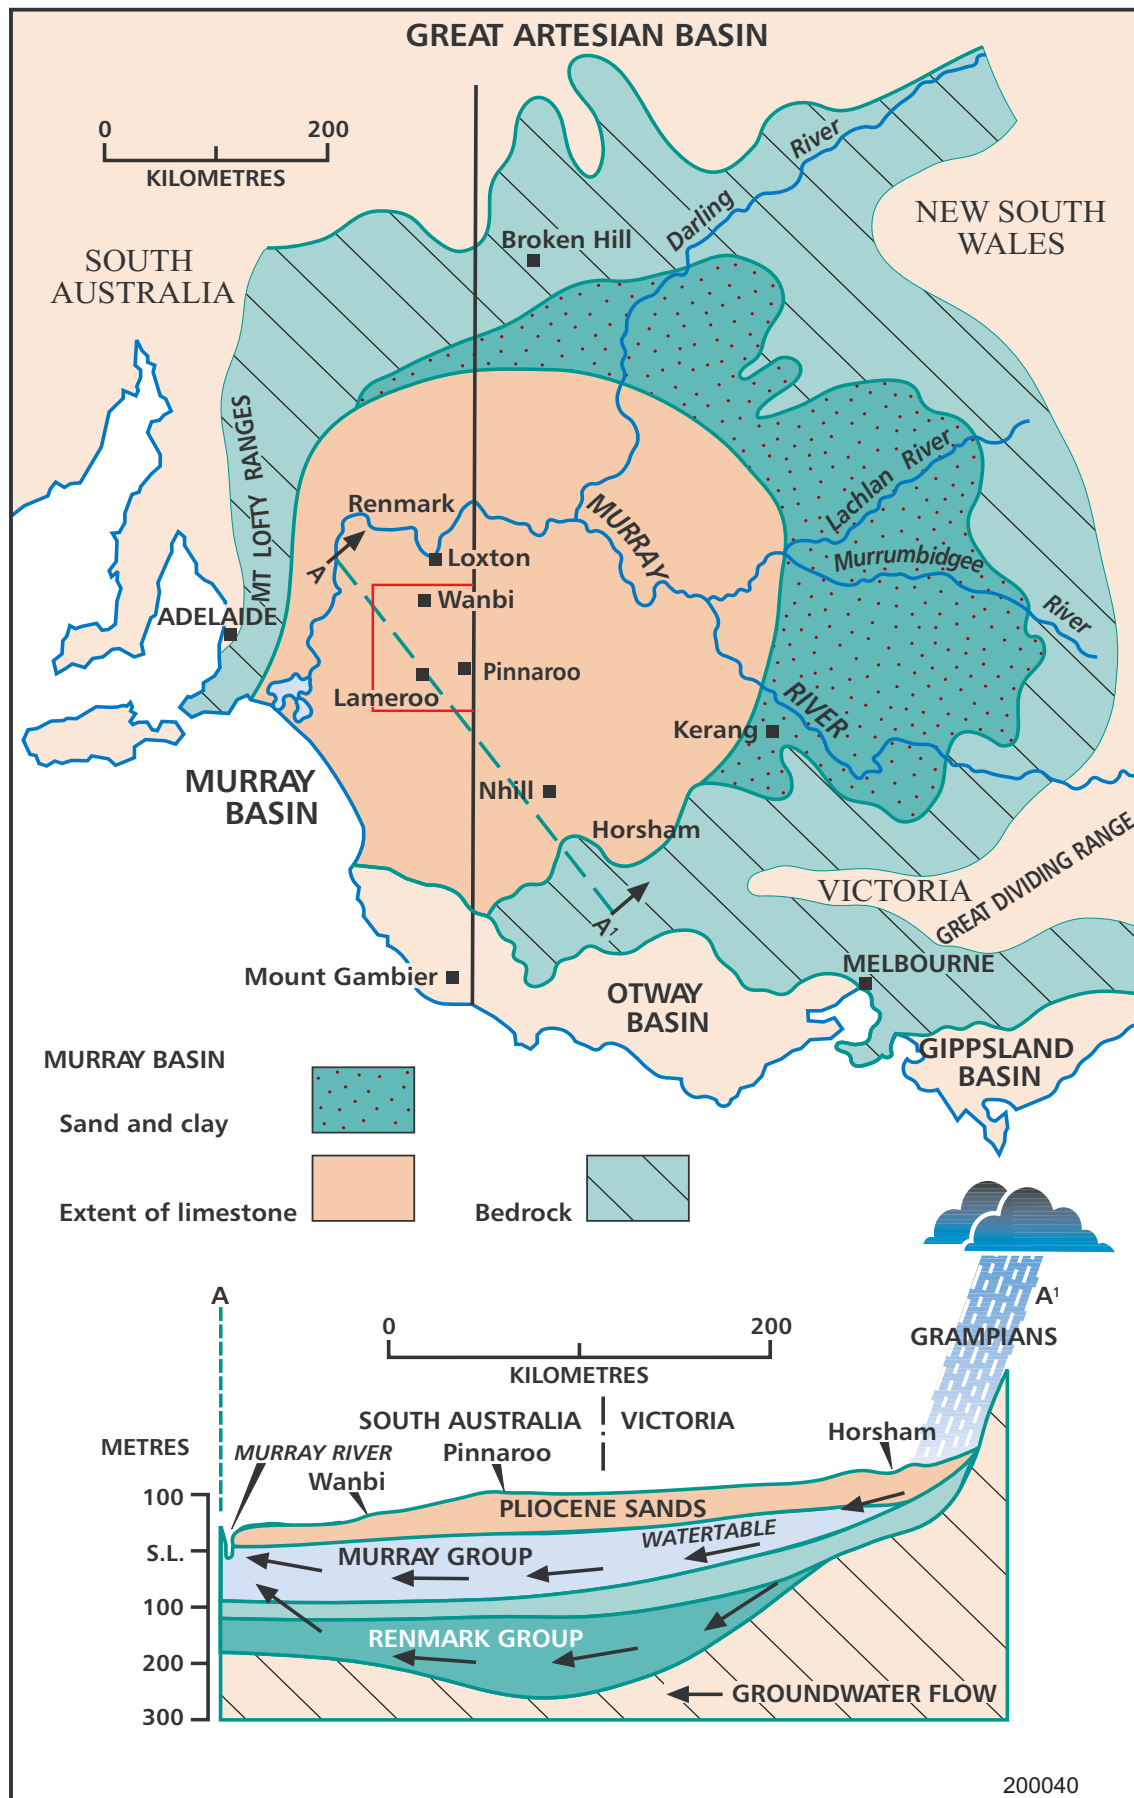 GREAT ARTESIAN BASIN
0 200
KILOMETRES
SOUTH
AUSTRALIA
NEW SOUTH
WALES
Broken Hill
Darling
River
MT LOFTY RANGES
Renmark
Loxton
A
Wanbi
ADELAIDE
Pinnaroo
Lameroo
MURRAY
RIVER
Lachlan River
Murrumbidgee
River
Kerang
MURRAY
BASIN
Nhill
Horsham
VICTORIA
GREAT DIVIDING RANGE
A¹
Mount Gambier
OTWAY
BASIN
MELBOURNE
GIPPSLAND
BASIN
MURRAY BASIN
Sand and clay
Extent of limestone
Bedrock
A
A¹
0 200
KILOMETRES
GRAMPIANS
SOUTH AUSTRALIA
VICTORIA
METRES
MURRAY RIVER
Wanbi
Pinnaroo
Horsham
100
S.L.
100
200
300
PLIOCENE SANDS
WATERTABLE
MURRAY GROUP
RENMARK GROUP
GROUNDWATER FLOW
200040